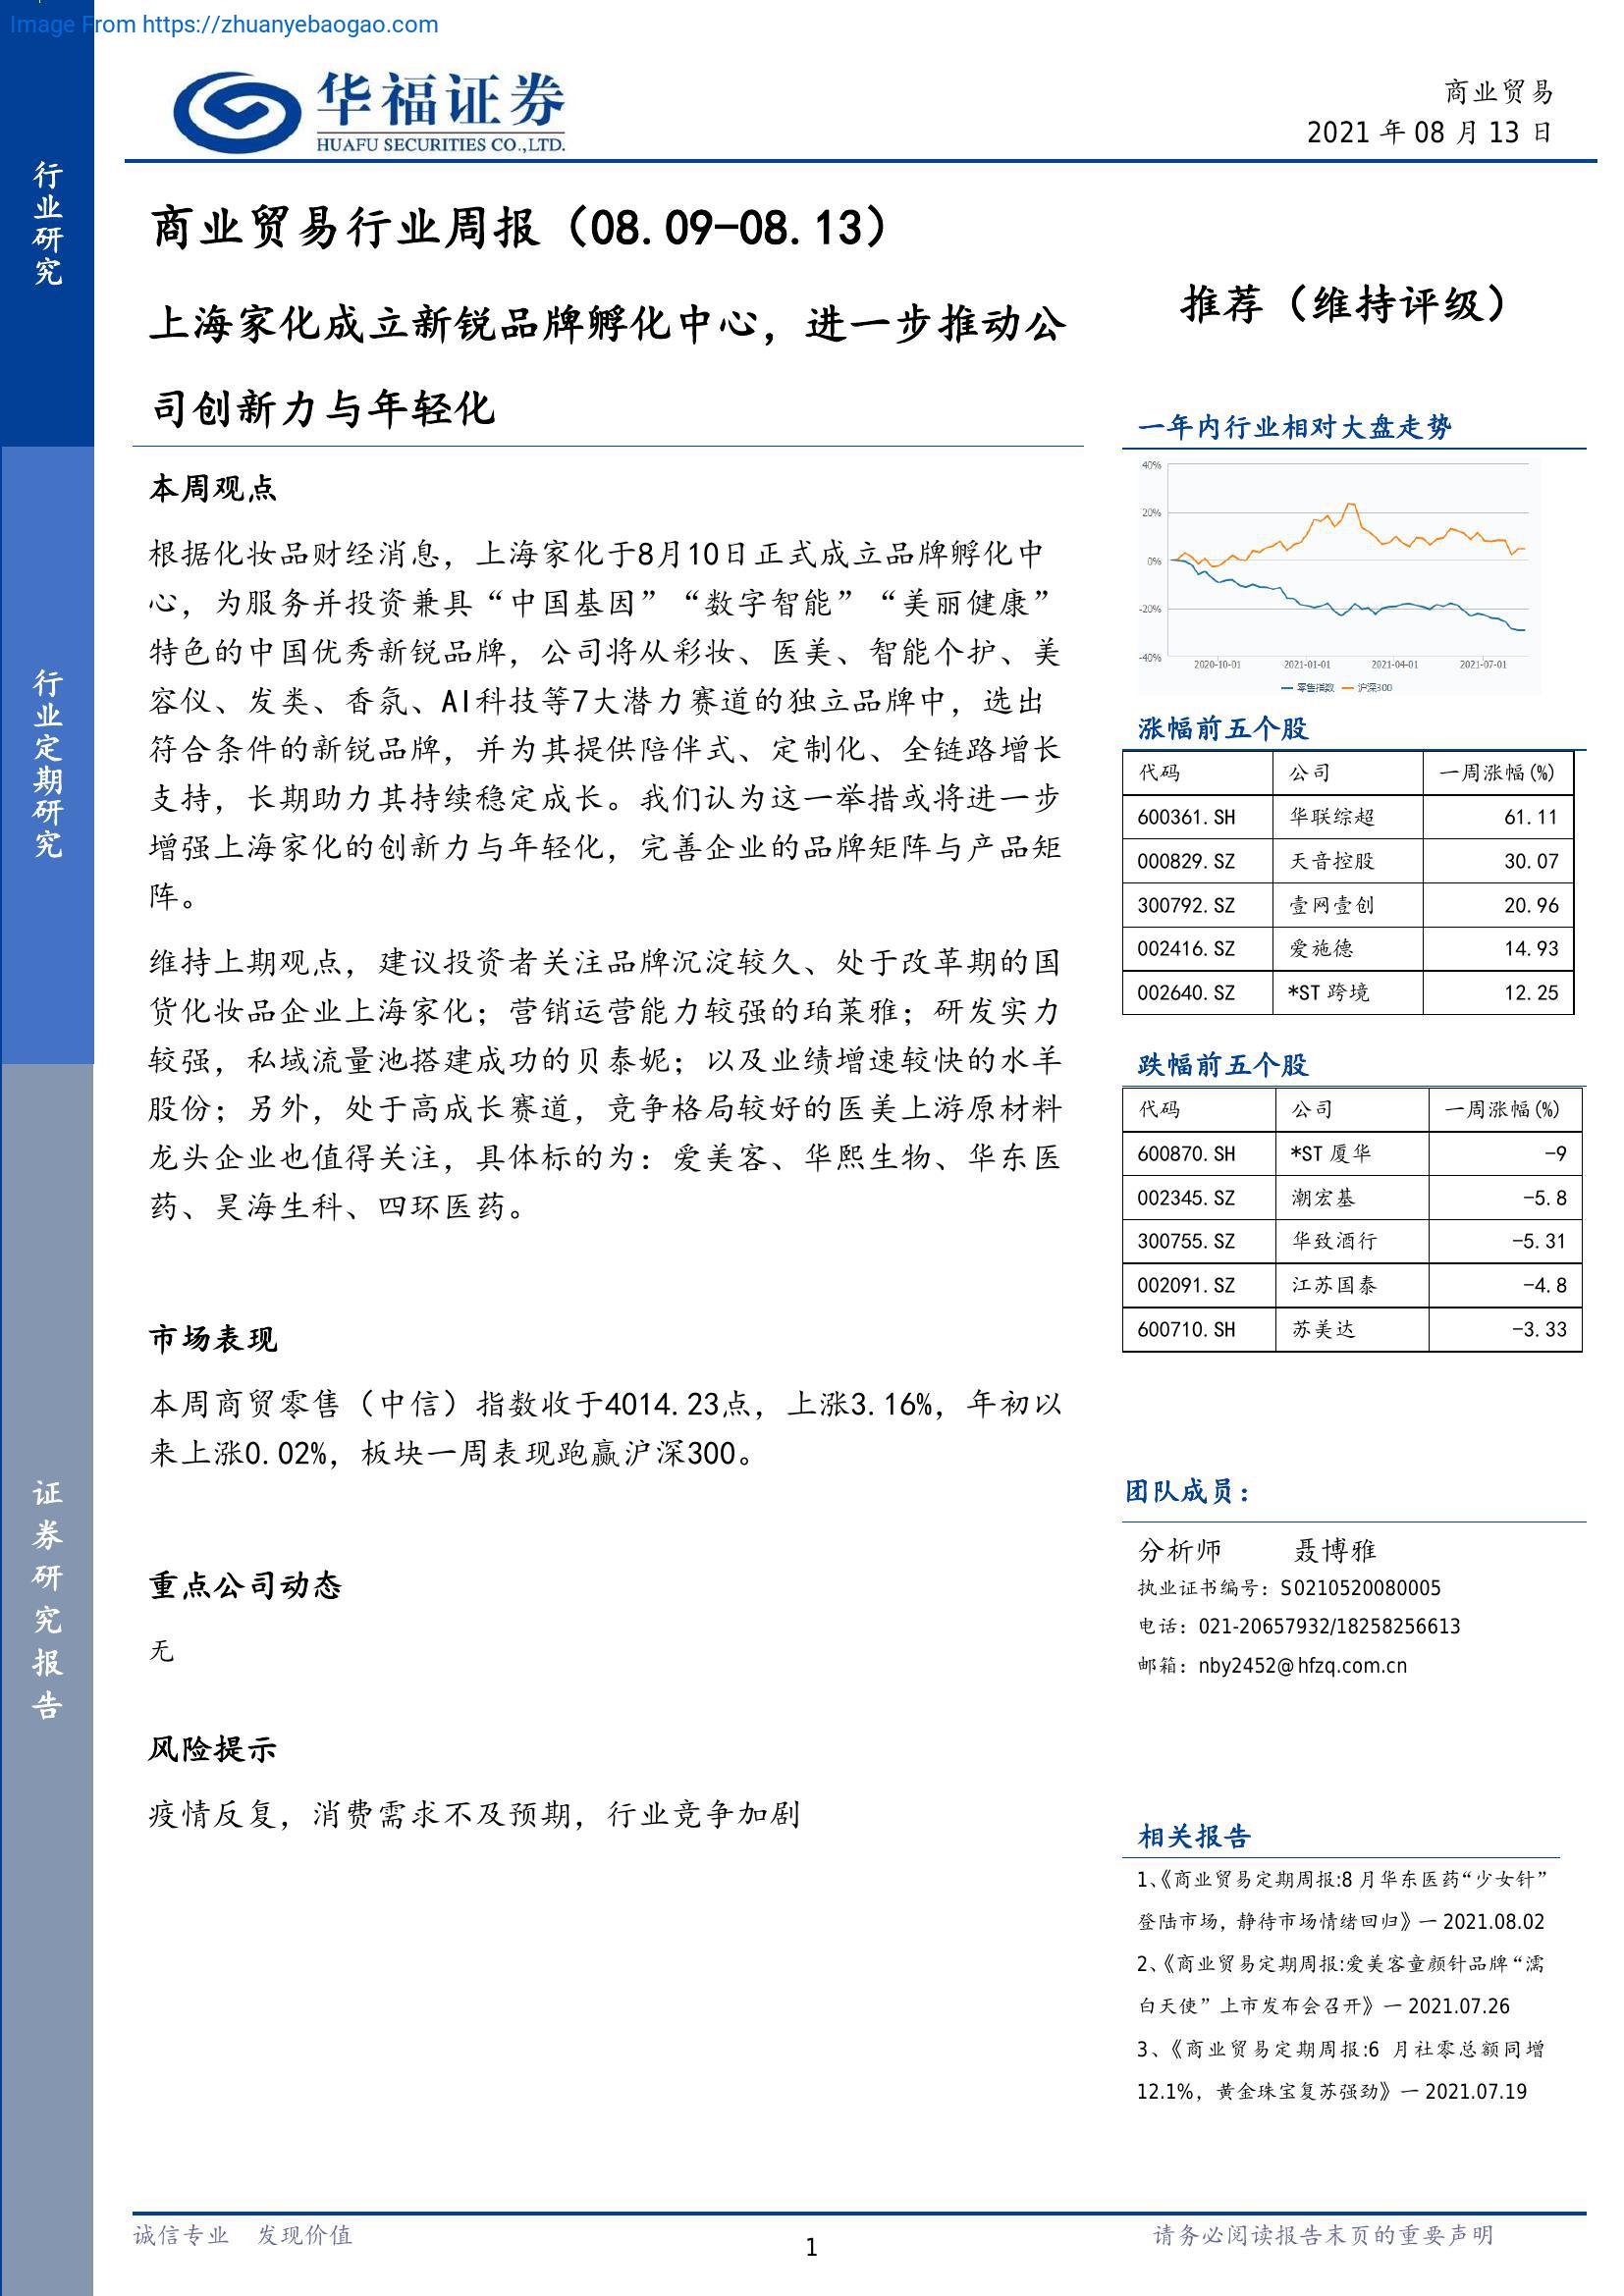 Image From https://zhuanyebaogao.com
华福证券
HUAFU SECURITIES CO.,LTD.
商业贸易
2021 年 08 月 13 日
行业研究
行业定期研究
证券研究报告
商业贸易行业周报（08.09-08.13）
上海家化成立新锐品牌孵化中心，进一步推动公
司创新力与年轻化
推荐（维持评级）
本周观点
根据化妆品财经消息，上海家化于8月10日正式成立品牌孵化中
心，为服务并投资兼具“中国基因”“数字智能”“美丽健康”
特色的中国优秀新锐品牌，公司将从彩妆、医美、智能个护、美
容仪、发类、香氛、AI科技等7大潜力赛道的独立品牌中，选出
符合条件的新锐品牌，并为其提供陪伴式、定制化、全链路增长
支持，长期助力其持续稳定成长。我们认为这一举措或将进一步
增强上海家化的创新力与年轻化，完善企业的品牌矩阵与产品矩
阵。
维持上期观点，建议投资者关注品牌沉淀较久、处于改革期的国
货化妆品企业上海家化；营销运营能力较强的珀莱雅；研发实力
较强，私域流量池搭建成功的贝泰妮；以及业绩增速较快的水羊
股份；另外，处于高成长赛道，竞争格局较好的医美上游原材料
龙头企业也值得关注，具体标的为：爱美客、华熙生物、华东医
药、昊海生科、四环医药。
市场表现
本周商贸零售（中信）指数收于4014.23点，上涨3.16%，年初以
来上涨0.02%，板块一周表现跑赢沪深300。
重点公司动态
无
风险提示
疫情反复，消费需求不及预期，行业竞争加剧
一年内行业相对大盘走势
40%
20%
0%
-20%
-40%
2020-10-01 2021-01-01 2021-04-01 2021-07-01
零售指数 沪深300
涨幅前五个股
代码 公司 一周涨幅(%)
600361.SH 华联综超 61.11
000829.SZ 天音控股 30.07
300792.SZ 壹网壹创 20.96
002416.SZ 爱施德 14.93
002640.SZ *ST 跨境 12.25
跌幅前五个股
代码 公司 一周涨幅(%)
600870.SH *ST 厦华 -9
002345.SZ 潮宏基 -5.8
300755.SZ 华致酒行 -5.31
002091.SZ 江苏国泰 -4.8
600710.SH 苏美达 -3.33
团队成员：
分析师 聂博雅
执业证书编号：S0210520080005
电话：021-20657932/18258256613
邮箱：nby2452@hfzq.com.cn
相关报告
1、《商业贸易定期周报:8 月华东医药“少女针”
登陆市场，静待市场情绪回归》一 2021.08.02
2、《商业贸易定期周报:爱美客童颜针品牌“濡
白天使”上市发布会召开》一 2021.07.26
3、《商业贸易定期周报:6 月社零总额同增
12.1%，黄金珠宝复苏强劲》一 2021.07.19
诚信专业 发现价值
1
请务必阅读报告末页的重要声明